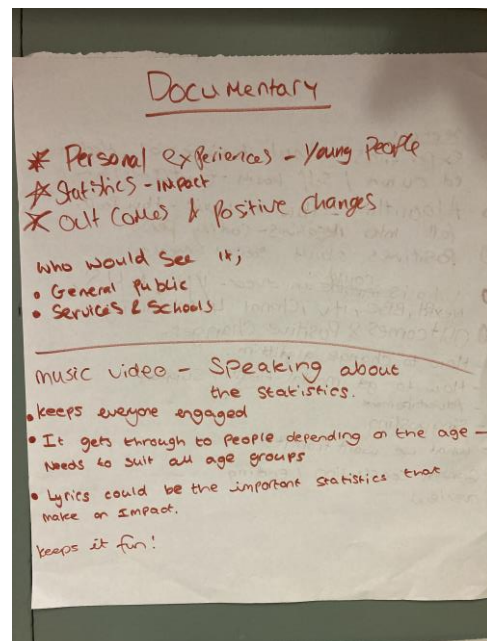 Documentary
* Personal experiences - Young People
* Statistics - impact
* Out Comes & Positive Changes
who would see it;
• General public
• Services & Schools
music video - Speaking about
the statistics.
• keeps everyone engaged
• It gets through to people depending on the age -
Needs to suit all age groups
• Lyrics could be the important statistics that
make an Impact.
keeps it fun!